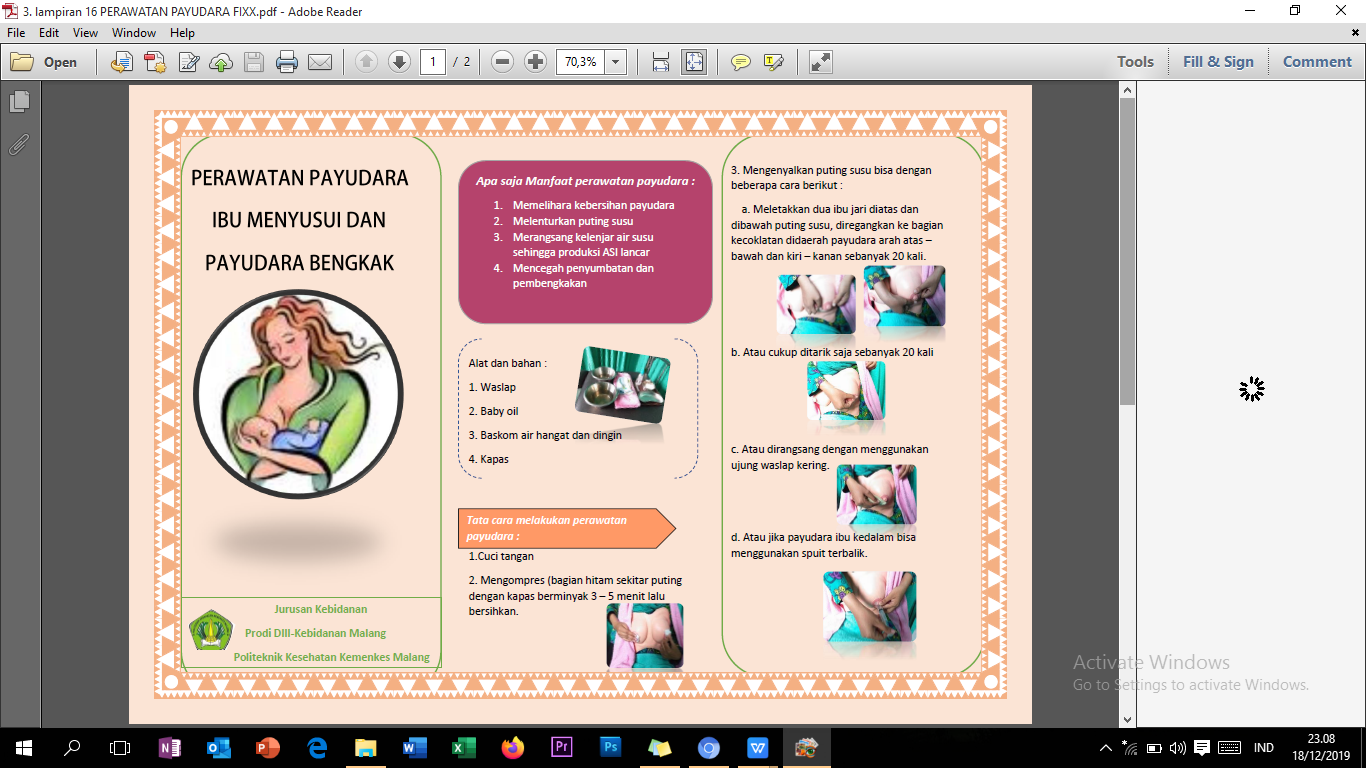 3. lampiran 16 PERAWATAN PAYUDARA FIXX.pdf - Adobe Reader
File Edit View Window Help
Open
1 / 2
70,3%
Tools
Fill & Sign
Comment
PERAWATAN PAYUDARA
IBU MENYUSUI DAN
PAYUDARA BENGKAK
Jurusan Kebidanan
Prodi DIII-Kebidanan Malang
Politeknik Kesehatan Kemenkes Malang
Apa saja Manfaat perawatan payudara :
1. Memelihara kebersihan payudara
2. Melenturkan puting susu
3. Merangsang kelenjar air susu
sehingga produksi ASI lancar
4. Mencegah penyumbatan dan
pembengkakan
Alat dan bahan :
1. Waslap
2. Baby oil
3. Baskom air hangat dan dingin
4. Kapas
Tata cara melakukan perawatan
payudara :
1.Cuci tangan
2. Mengompres (bagian hitam sekitar puting
dengan kapas berminyak 3 – 5 menit lalu
bersihkan.
3. Mengenyalkan puting susu bisa dengan
beberapa cara berikut :
a. Meletakkan dua ibu jari diatas dan
dibawah puting susu, diregangkan ke bagian
kecoklatan didaerah payudara arah atas –
bawah dan kiri – kanan sebanyak 20 kali.
b. Atau cukup ditarik saja sebanyak 20 kali
c. Atau dirangsang dengan menggunakan
ujung waslap kering.
d. Atau jika payudara ibu kedalam bisa
menggunakan spuit terbalik.
Activate Windows
Go to Settings to activate Windows.
IND
23.08
18/12/2019